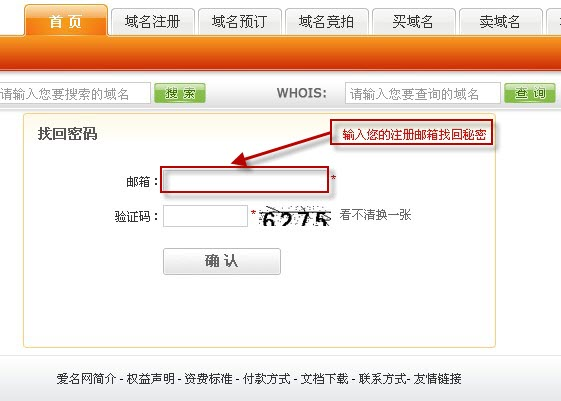 首 页 域名注册 域名预订 域名竞拍 买域名 卖域名
请输入您要搜索的域名 搜 索 WHOIS: 请输入您要查询的域名 查 询
找回密码
输入您的注册邮箱找回秘密
邮箱： *
验证码： * 6275 看不清换一张
确 认
爱名网简介 - 权益声明 - 资费标准 - 付款方式 - 文档下载 - 联系方式- 友情链接